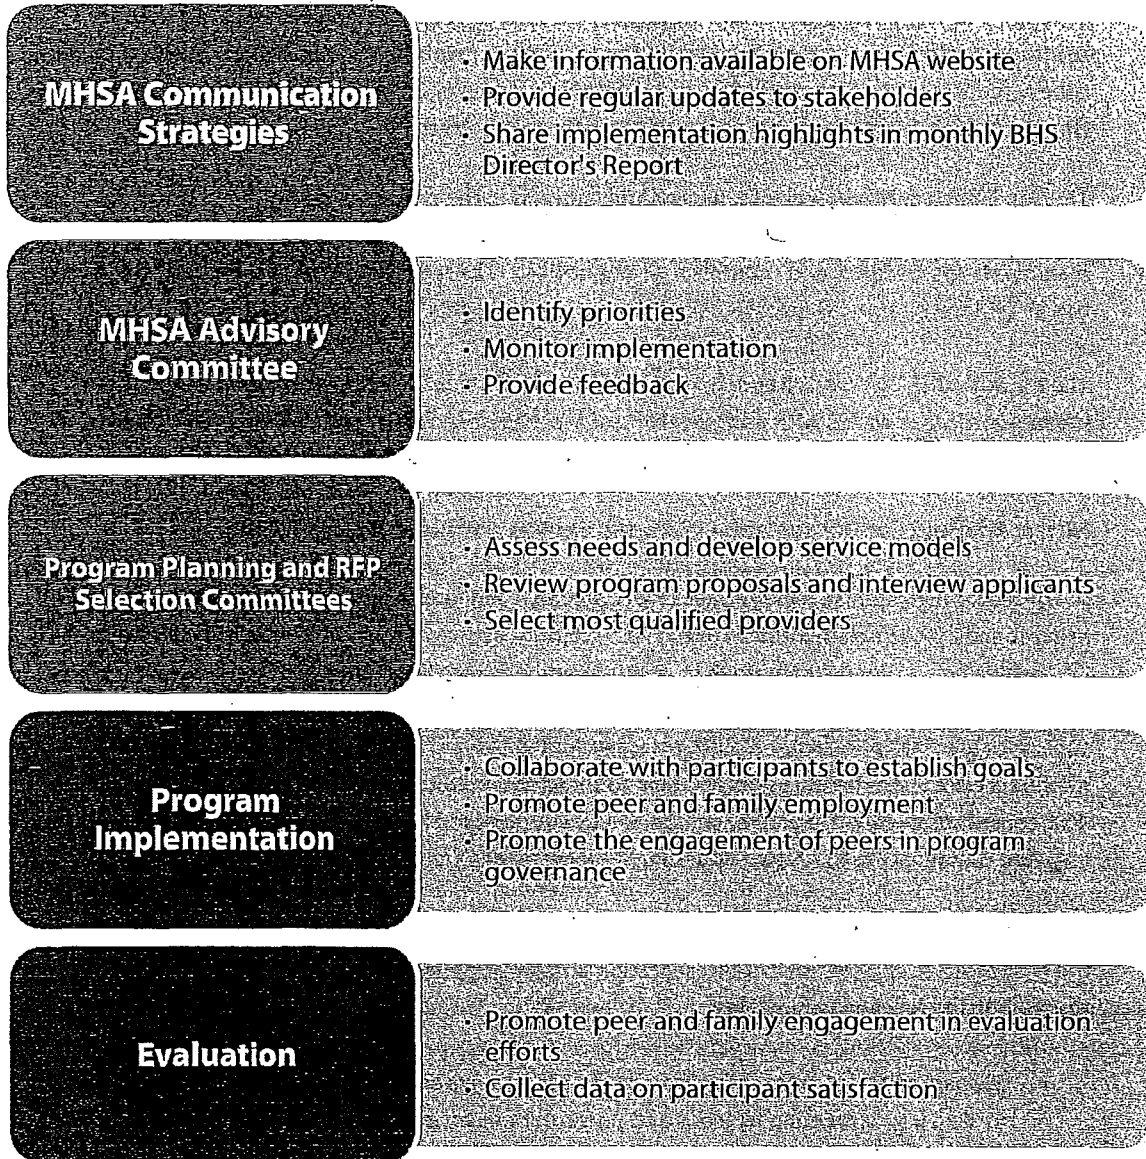 MHSA Communication
Strategies
• Make information available on MHSA website
• Provide regular updates to stakeholders
• Share implementation highlights in monthly BHS
Director's Report
MHSA Advisory
Committee
• Identify priorities
• Monitor implementation
• Provide feedback
Program Planning and RFP
Selection Committees
• Assess needs and develop service models
• Review program proposals and interview applicants
• Select most qualified providers
Program
Implementation
• Collaborate with participants to establish goals
• Promote peer and family employment
• Promote the engagement of peers in program
governance
Evaluation
• Promote peer and family engagement in evaluation
efforts
• Collect data on participant satisfaction